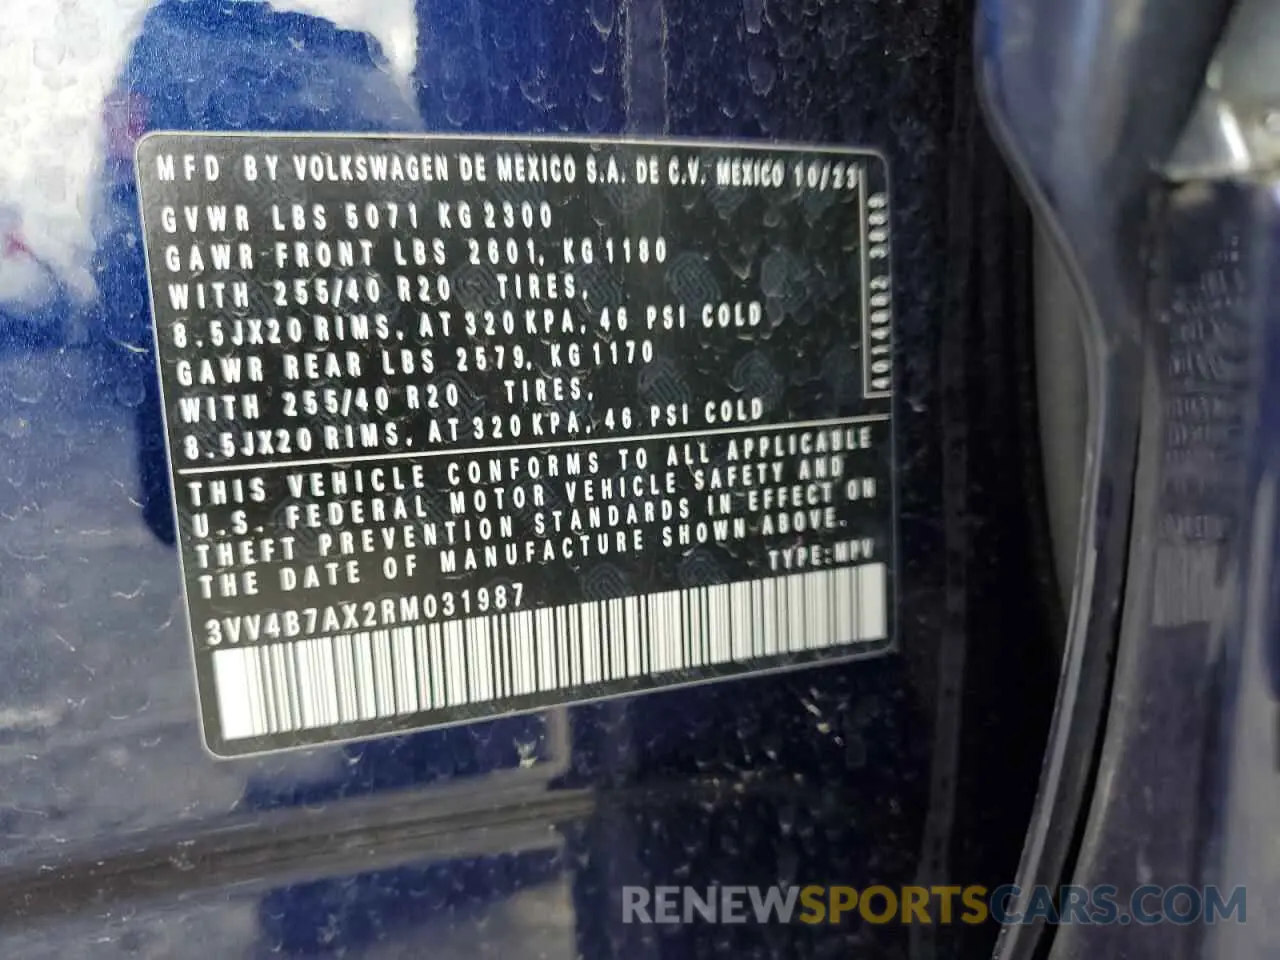 MFD BY VOLKSWAGEN DE MEXICO S.A. DE C.V. MEXICO 10/23
GVWR LBS 5071 KG 2300
GAWR FRONT LBS 2601, KG 1180
WITH 255/40 R20 TIRES,
8.5JX20 RIMS, AT 320 KPA, 46 PSI COLD
GAWR REAR LBS 2579, KG 1170
WITH 255/40 R20 TIRES,
8.5JX20 RIMS, AT 320 KPA, 46 PSI COLD
THIS VEHICLE CONFORMS TO ALL APPLICABLE
U.S. FEDERAL MOTOR VEHICLE SAFETY AND
THEFT PREVENTION STANDARDS IN EFFECT ON
THE DATE OF MANUFACTURE SHOWN ABOVE.
TYPE: MPV
3VV4B7AX2RM031987
RENEWSPORTSCARS.COM